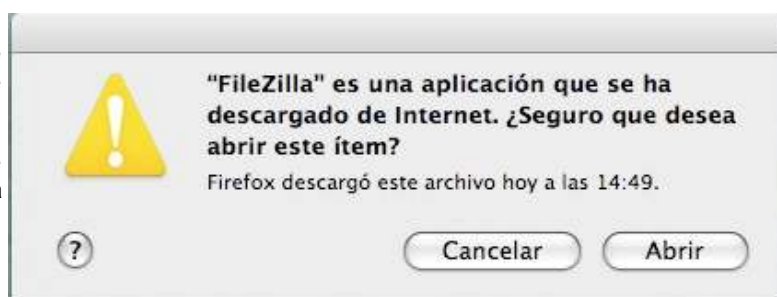 “FileZilla” es una aplicación que se ha
descargado de Internet. ¿Seguro que desea
abrir este ítem?
Firefox descargó este archivo hoy a las 14:49.
? Cancelar Abrir